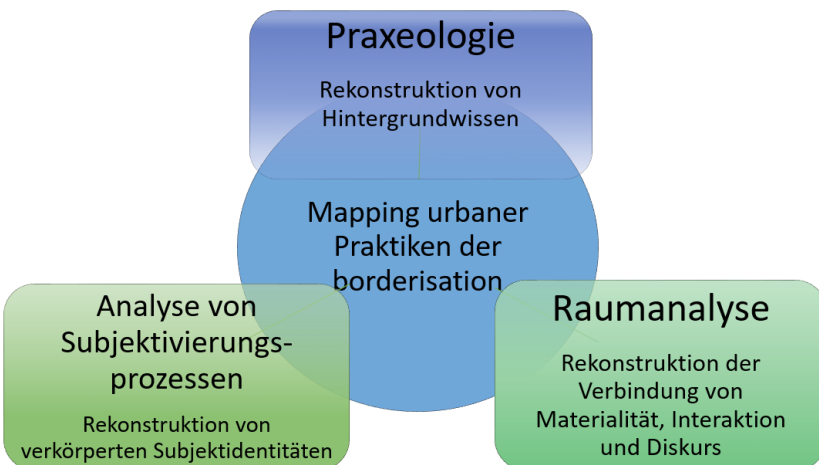 Praxeologie
Rekonstruktion von
Hintergrundwissen
Mapping urbaner
Praktiken der
borderisation
Analyse von
Subjektivierungs-
prozessen
Rekonstruktion von
verkörperten Subjektidentitäten
Raumanalyse
Rekonstruktion der
Verbindung von
Materialität, Interaktion
und Diskurs